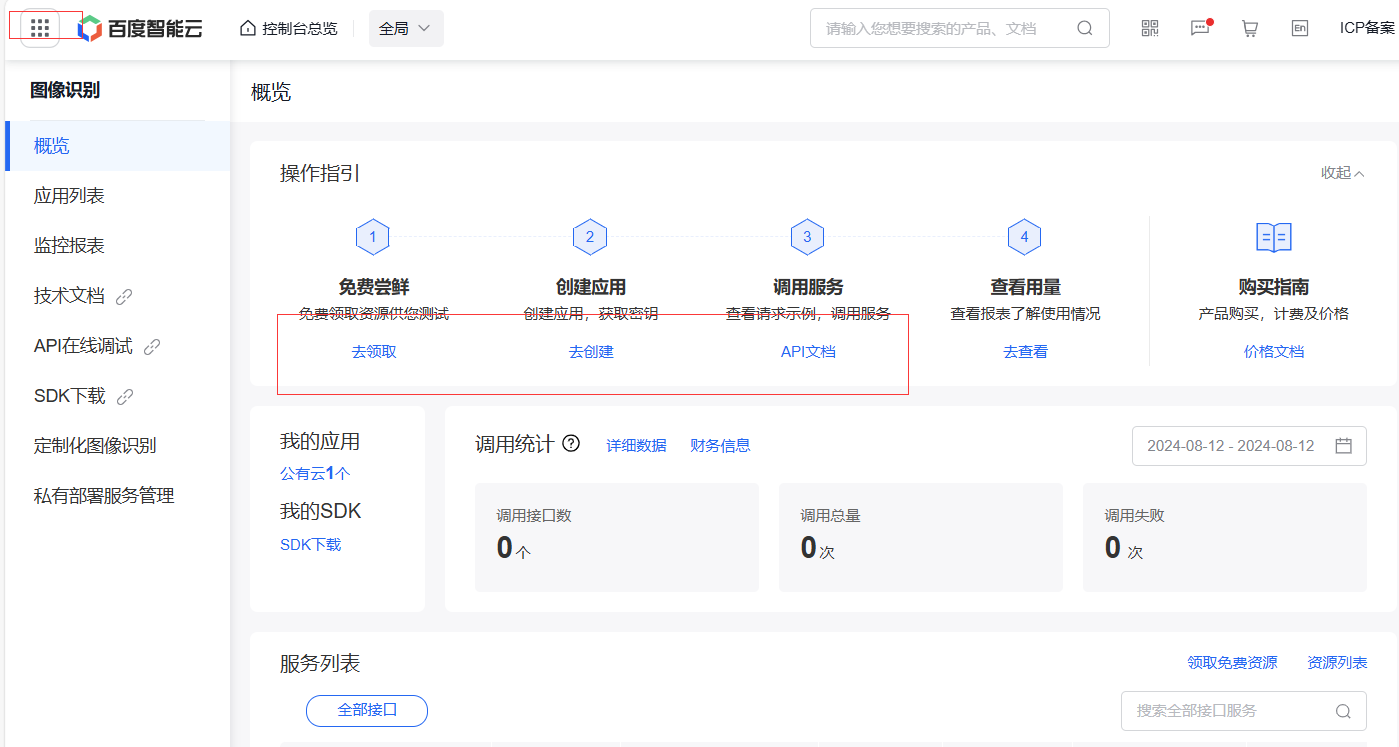 百度智能云 控制台总览 全局 请输入您想要搜索的产品、文档 En ICP备案
图像识别
概览
应用列表
监控报表
技术文档
API在线调试
SDK下载
定制化图像识别
私有部署服务管理
概览
操作指引 收起
1 2 3 4
免费尝鲜 创建应用 调用服务 查看用量 购买指南
免费领取资源供您测试 创建应用，获取密钥 查看请求示例，调用服务 查看报表了解使用情况 产品购买，计费及价格
去领取 去创建 API文档 去查看 价格文档
我的应用
公有云1个
我的SDK
SDK下载
调用统计 ? 详细数据 财务信息 2024-08-12 - 2024-08-12
调用接口数 调用总量 调用失败
0个 0次 0 次
服务列表 领取免费资源 资源列表
全部接口 搜索全部接口服务